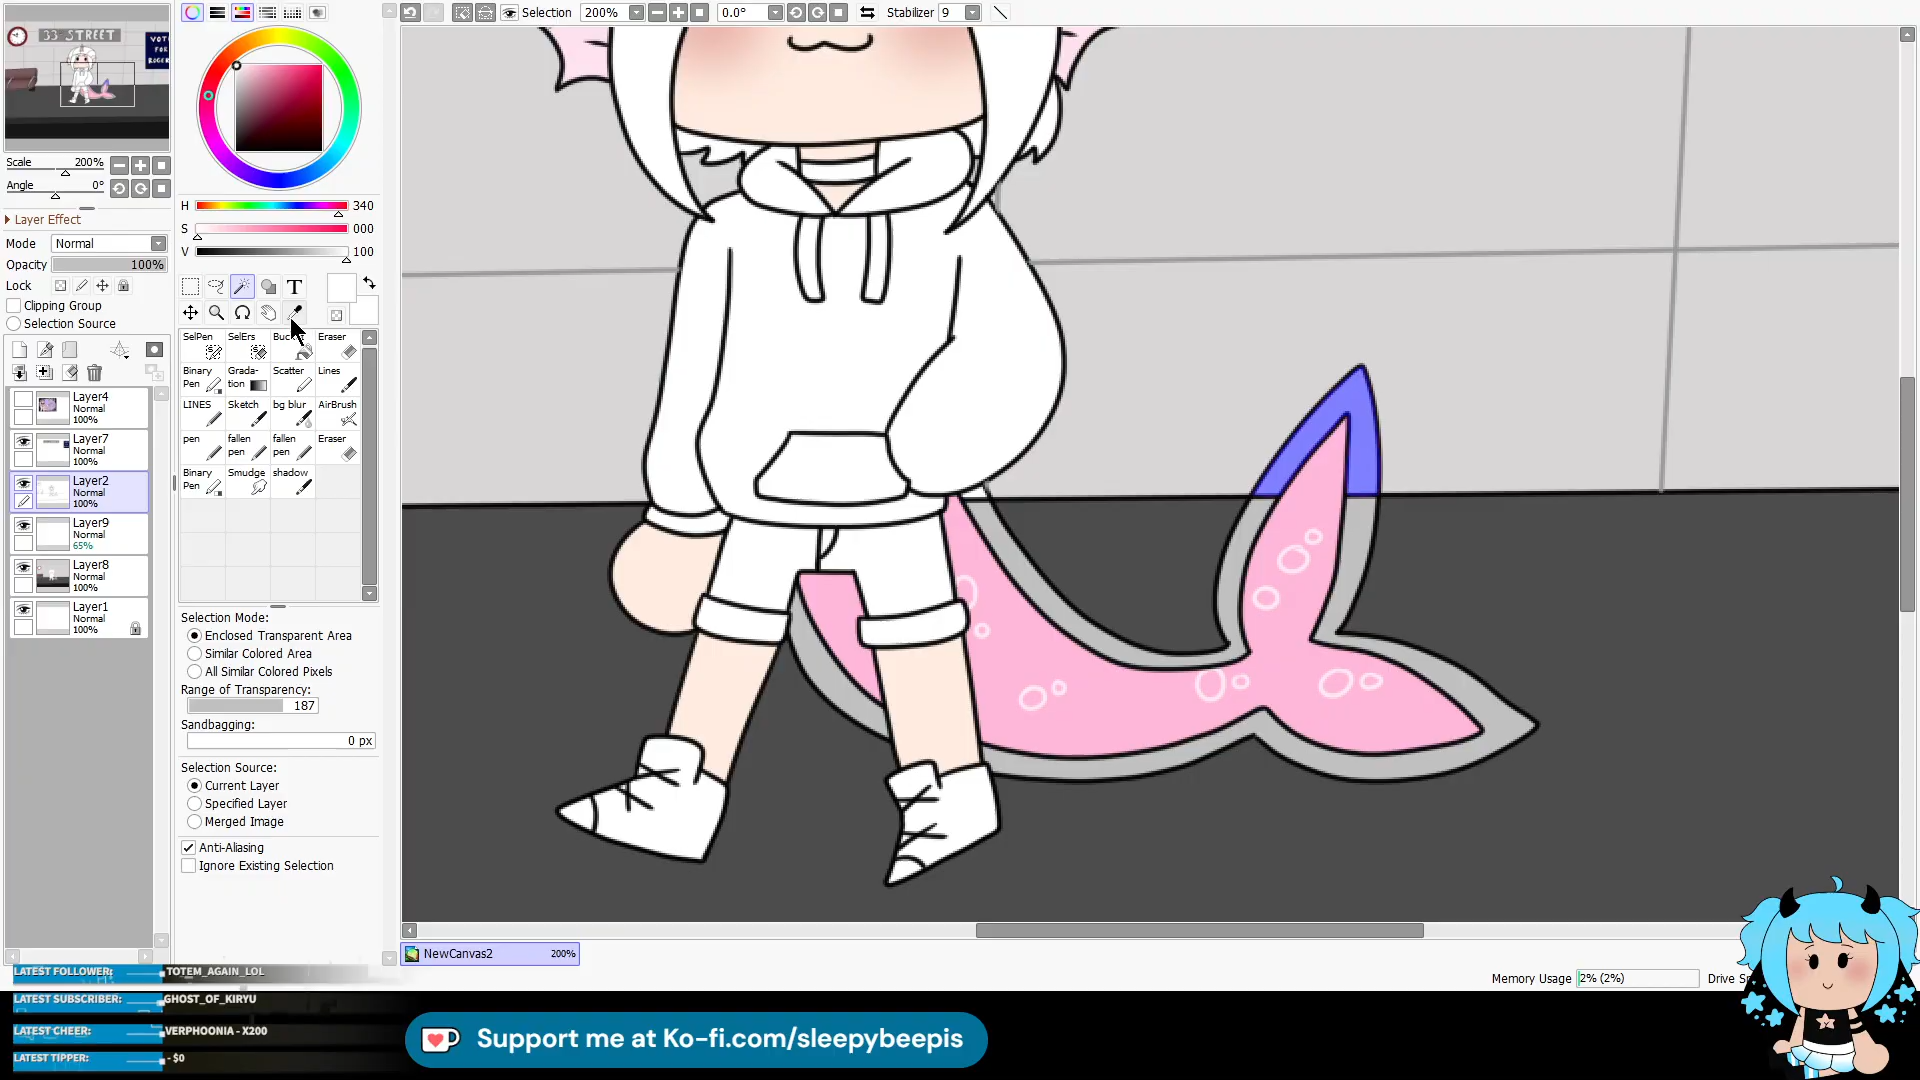 Selection 200% 0.0° Stabilizer 9
33 STREET
VOT
FOR
ROGER
Scale 200%
Angle 0°
Layer Effect
Mode Normal
Opacity 100%
Lock
Clipping Group
Selection Source
Layer4
Normal
100%
Layer7
Normal
100%
Layer2
Normal
100%
Layer9
Normal
65%
Layer8
Normal
100%
Layer1
Normal
100%
H 340
S 000
V 100
T
SelPen SelErs Buc Eraser
Binary Pen Grada-tion Scatter Lines
LINES Sketch bg blur AirBrush
pen fallen pen fallen pen Eraser
Binary Pen Smudge shadow
Selection Mode:
Enclosed Transparent Area
Similar Colored Area
All Similar Colored Pixels
Range of Transparency:
187
Sandbagging:
0 px
Selection Source:
Current Layer
Specified Layer
Merged Image
Anti-Aliasing
Ignore Existing Selection
NewCanvas2 200%
Memory Usage 2% (2%) Drive S
LATEST FOLLOWER: TOTEM_AGAIN_LOL
LATEST SUBSCRIBER: GHOST_OF_KIRYU
LATEST CHEER: VERPHOONIA - X200
LATEST TIPPER: - $0
Support me at Ko-fi.com/sleepybeepis